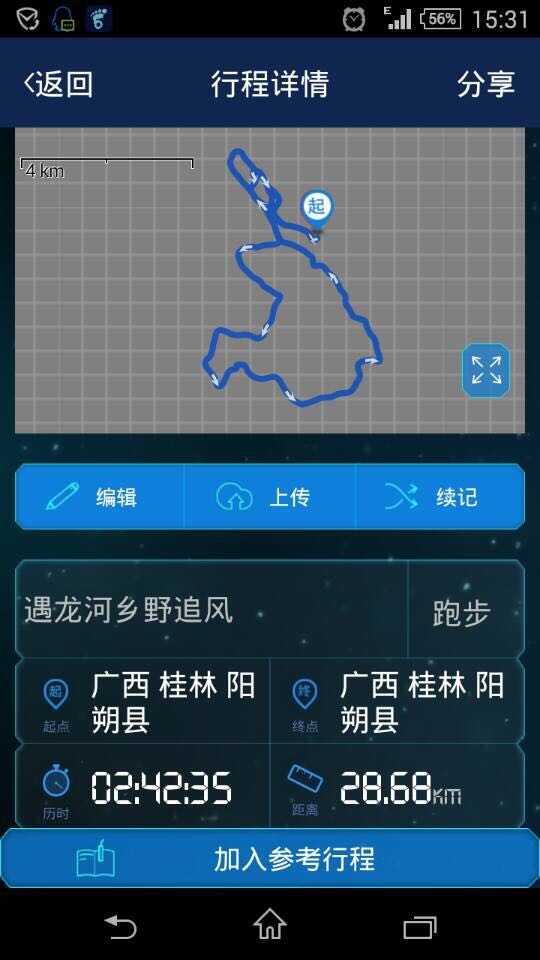 E 56% 15:31
返回 行程详情 分享
4 km
起
编辑 上传 续记
遇龙河乡野追风 跑步
起 广西 桂林 阳朔县
起点
终 广西 桂林 阳朔县
终点
02:42:35
历时
28.68KM
距离
加入参考行程